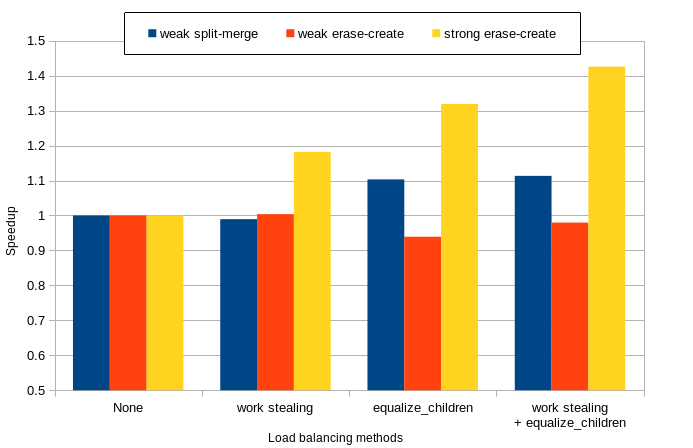 weak split-merge weak erase-create strong erase-create
1.5
1.4
1.3
1.2
1.1
1
0.9
0.8
0.7
0.6
0.5
Speedup
None work stealing equalize_children work stealing
+ equalize_children
Load balancing methods